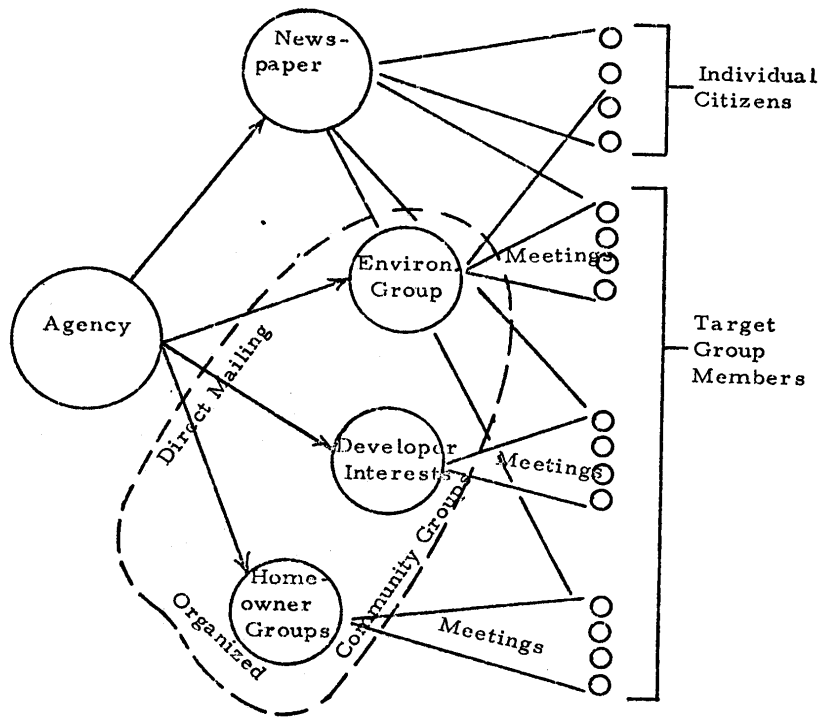 News-
paper
Individual
Citizens
Agency
Environ.
Group
Meetings
Direct Mailing
Target
Group
Members
Developer
Interests
Meetings
Home-
owner
Groups
Organized
Community Groups
Meetings